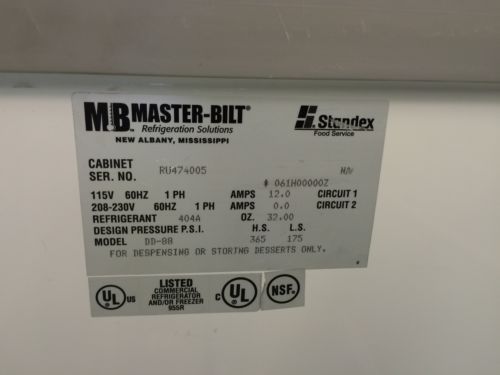 MB MASTER-BILT®
Refrigeration Solutions
NEW ALBANY, MISSISSIPPI
Standex
Food Service
CABINET
SER. NO. RU474005 N/W
# 061H00000Z
115V 60HZ 1 PH AMPS 12.0 CIRCUIT 1
208-230V 60HZ 1 PH AMPS 0.0 CIRCUIT 2
REFRIGERANT 404A OZ. 32.00
DESIGN PRESSURE P.S.I. H.S. L.S.
MODEL DD-88 365 175
FOR DESPENSING OR STORING DESSERTS ONLY.
UL US
LISTED
COMMERCIAL
REFRIGERATOR
AND/OR FREEZER
955R
C UL
NSF.